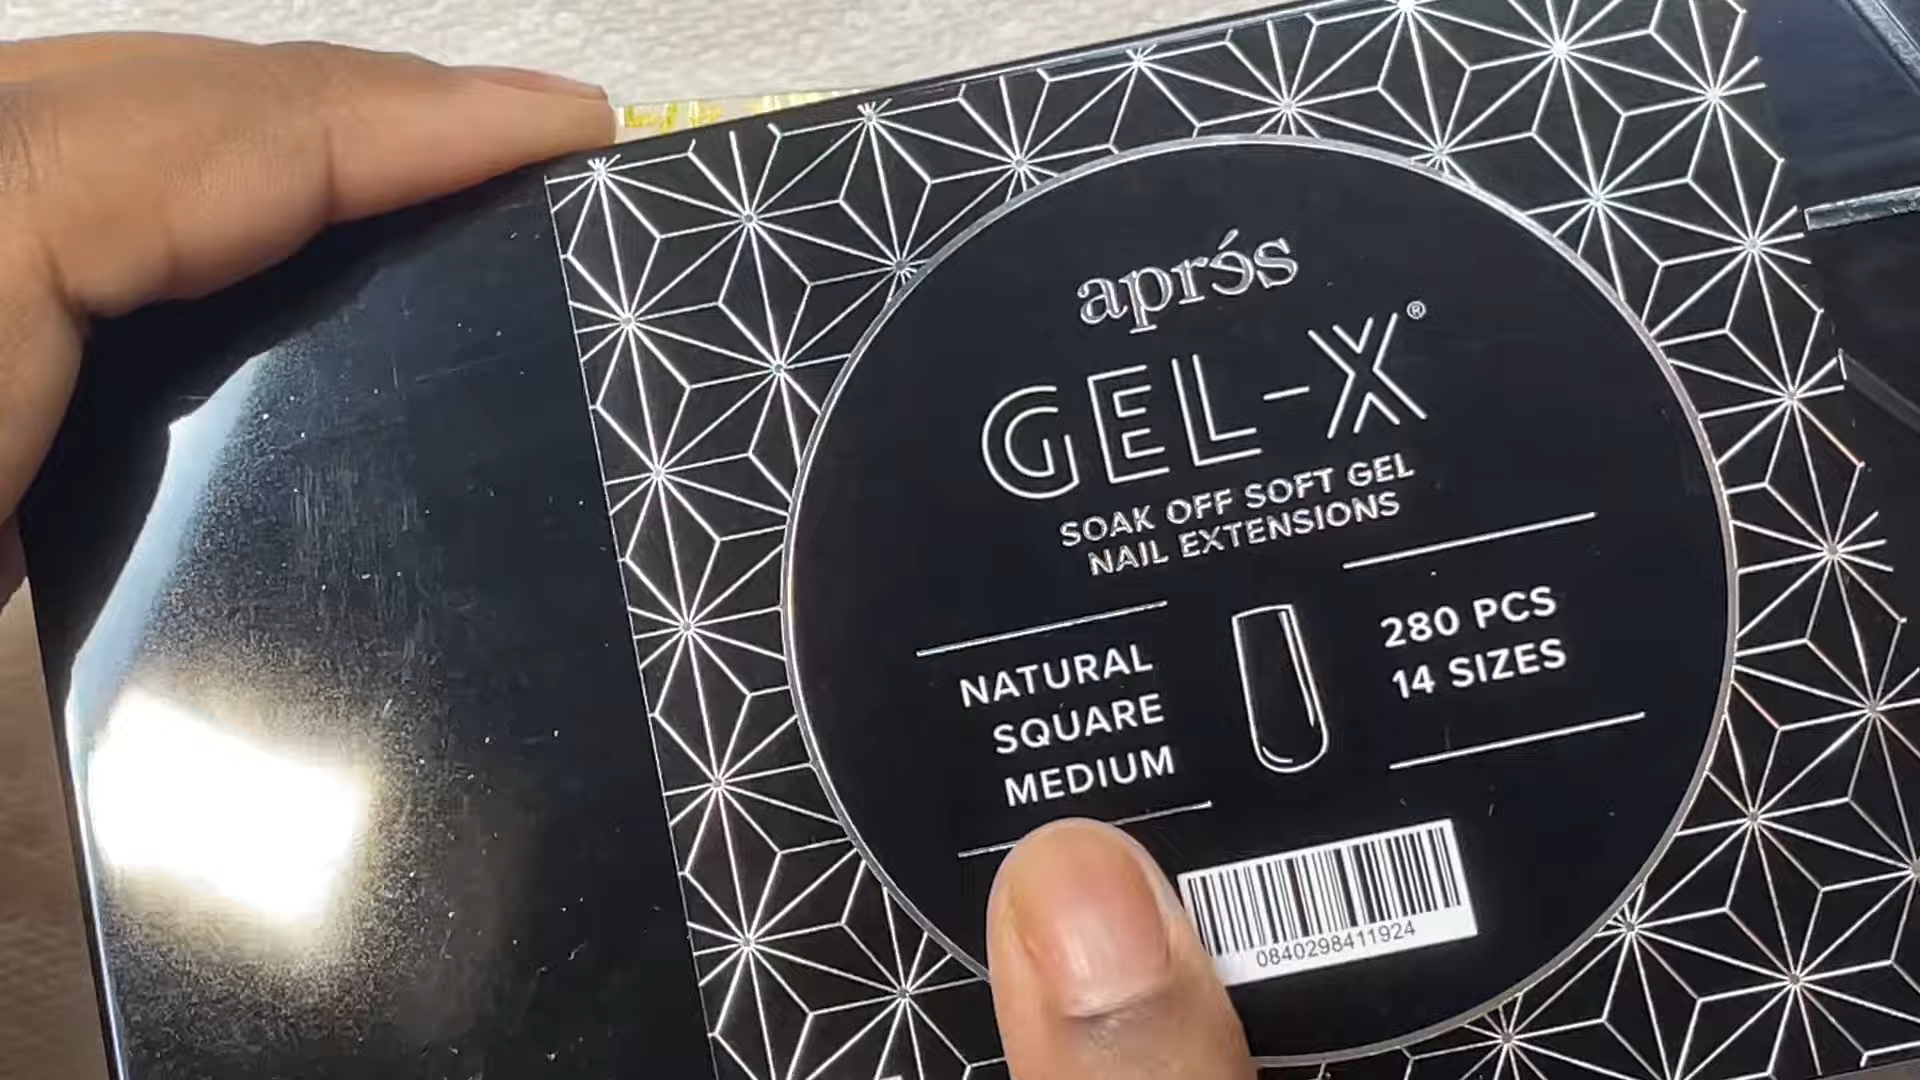 aprés
GEL-X®
SOAK OFF SOFT GEL
NAIL EXTENSIONS
NATURAL
SQUARE
MEDIUM
280 PCS
14 SIZES
0840298411924